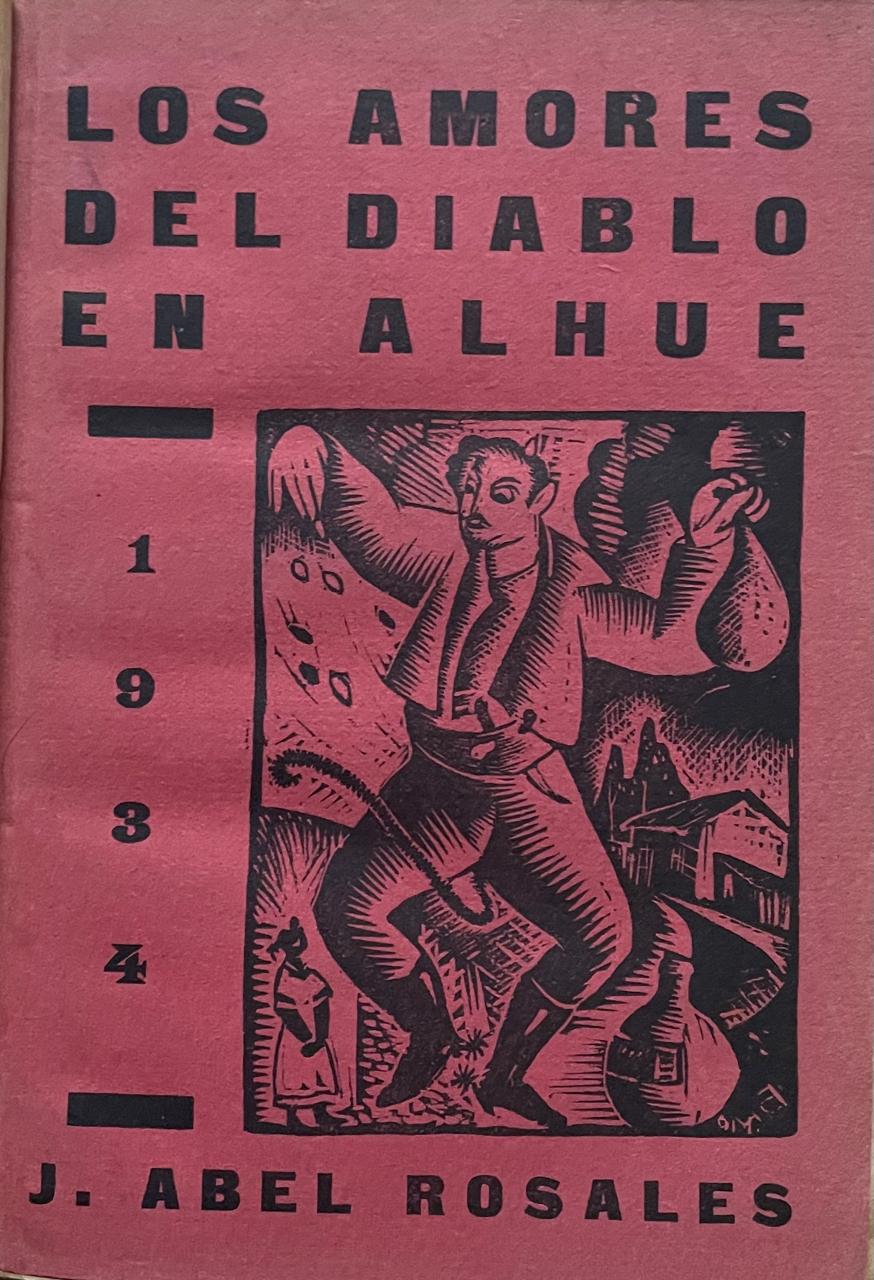 LOS AMORES
DEL DIABLO
EN ALHUE
1
9
3
4
J. ABEL ROSALES